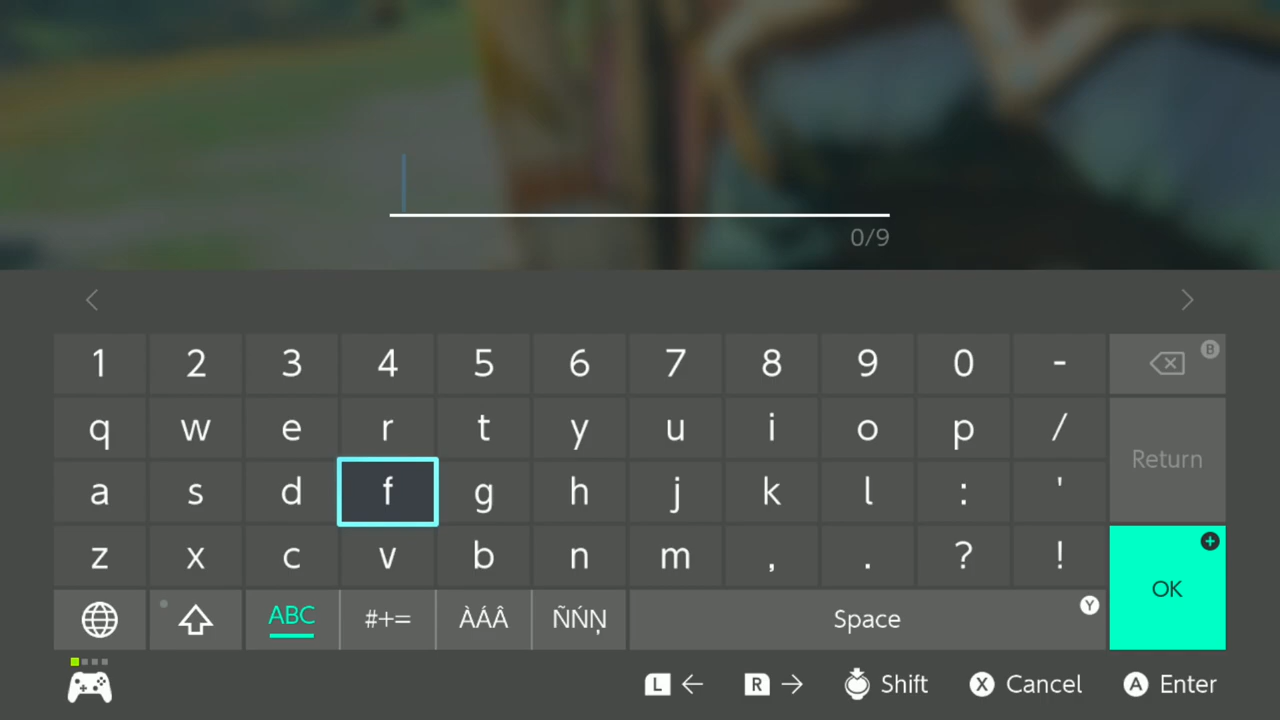 0/9
1 2 3 4 5 6 7 8 9 0 - B
q w e r t y u i o p /
Return
a s d f g h j k l : '
z x c v b n m , . ? !
ABC #+= ÀÁÂ ÑŃŅ Space Y OK +
L ← R → Shift X Cancel A Enter